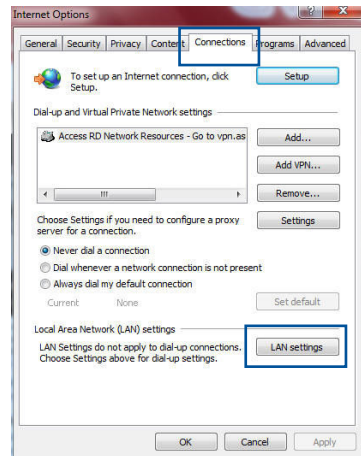 Internet Options
General Security Privacy Content Connections Programs Advanced
To set up an Internet connection, click
Setup.
Setup
Dial-up and Virtual Private Network settings
Access RD Network Resources - Go to vpn.as
Add...
Add VPN...
Remove...
Choose Settings if you need to configure a proxy
server for a connection.
Settings
Never dial a connection
Dial whenever a network connection is not present
Always dial my default connection
Current None
Set default
Local Area Network (LAN) settings
LAN Settings do not apply to dial-up connections.
Choose Settings above for dial-up settings.
LAN settings
OK Cancel Apply